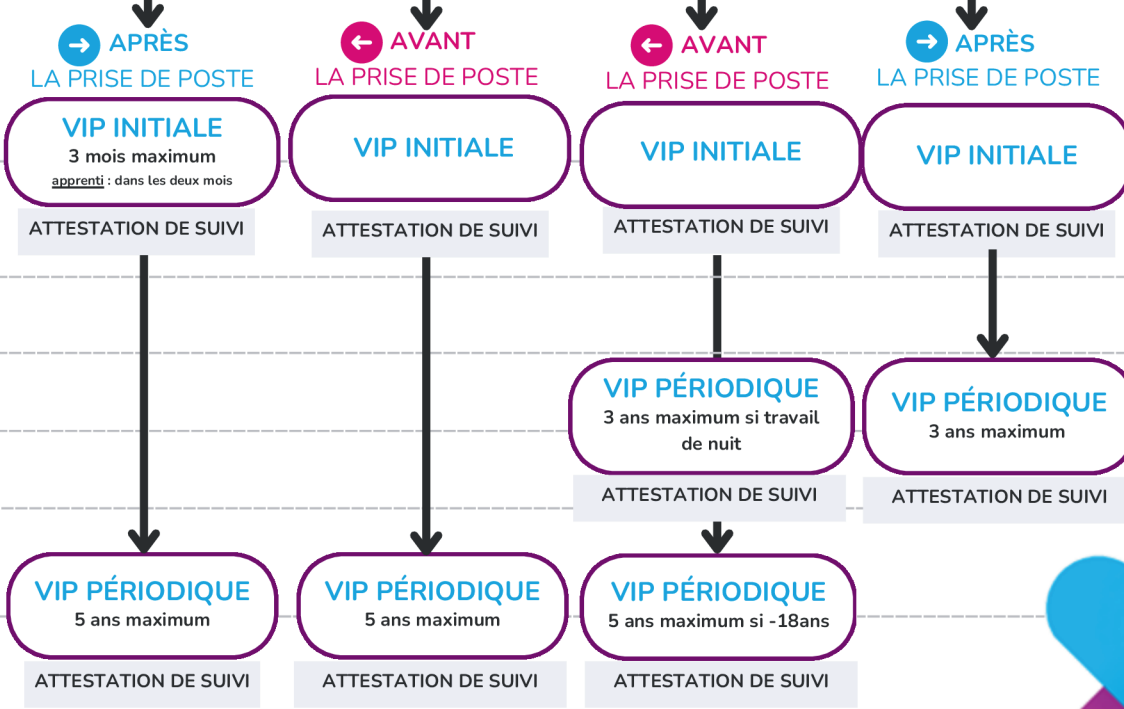 APRÈS
LA PRISE DE POSTE
VIP INITIALE
3 mois maximum
apprenti : dans les deux mois
ATTESTATION DE SUIVI
VIP PÉRIODIQUE
5 ans maximum
ATTESTATION DE SUIVI
AVANT
LA PRISE DE POSTE
VIP INITIALE
ATTESTATION DE SUIVI
VIP PÉRIODIQUE
5 ans maximum
ATTESTATION DE SUIVI
AVANT
LA PRISE DE POSTE
VIP INITIALE
ATTESTATION DE SUIVI
VIP PÉRIODIQUE
3 ans maximum si travail
de nuit
ATTESTATION DE SUIVI
VIP PÉRIODIQUE
5 ans maximum si -18ans
ATTESTATION DE SUIVI
APRÈS
LA PRISE DE POSTE
VIP INITIALE
ATTESTATION DE SUIVI
VIP PÉRIODIQUE
3 ans maximum
ATTESTATION DE SUIVI